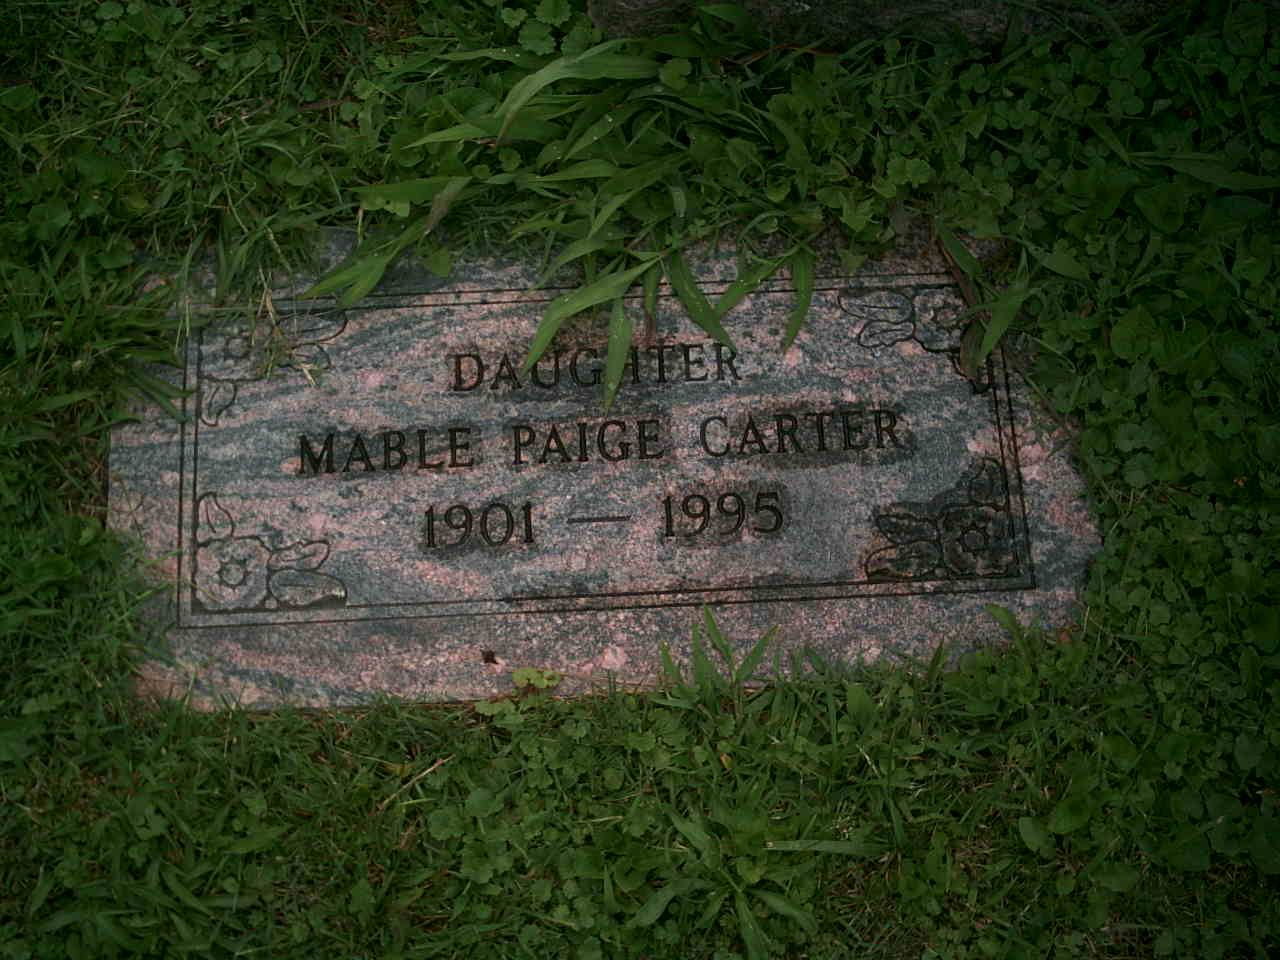 DAUGHTER
MABLE PAIGE CARTER
1901 — 1995